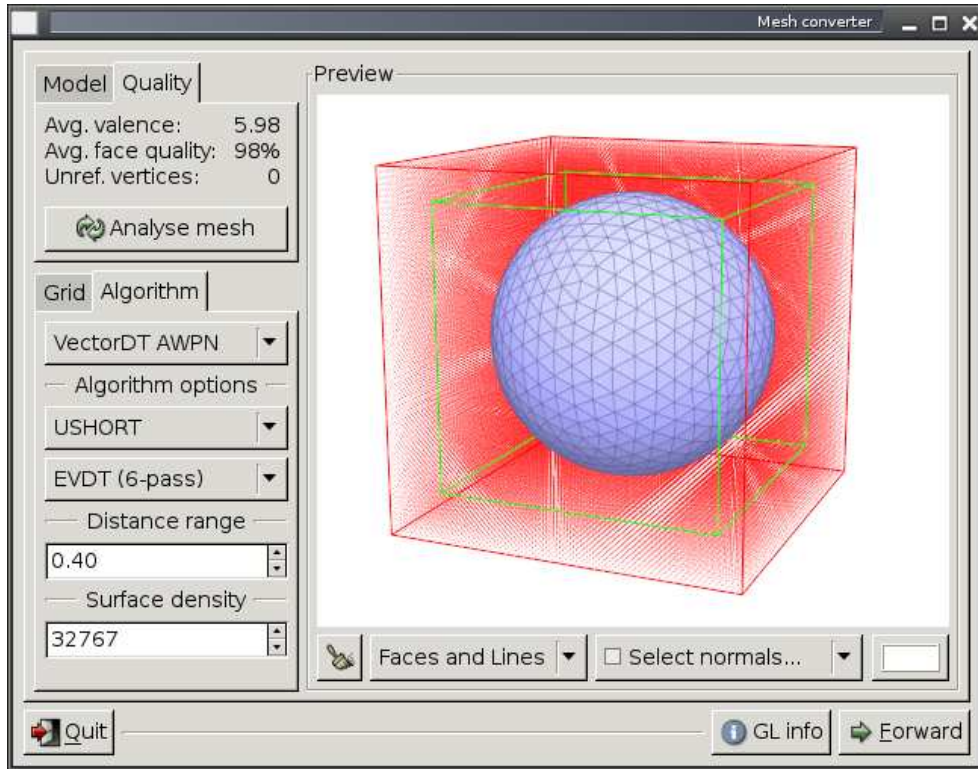 Mesh converter
Model Quality
Avg. valence: 5.98
Avg. face quality: 98%
Unref. vertices: 0
Analyse mesh
Grid Algorithm
VectorDT AWPN
Algorithm options
USHORT
EVDT (6-pass)
Distance range
0.40
Surface density
32767
Preview
Faces and Lines
Select normals...
Quit
GL info
Forward